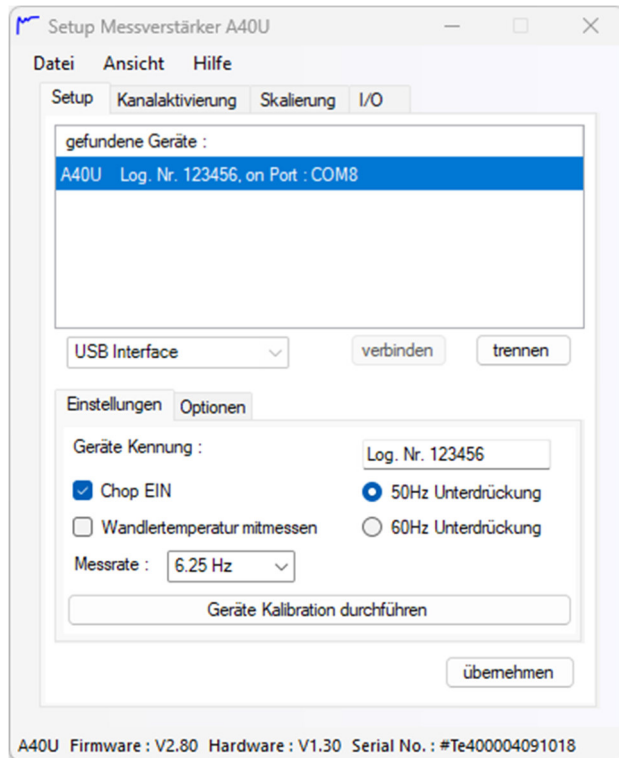 Setup Messverstärker A40U
Datei Ansicht Hilfe
Setup Kanalaktivierung Skalierung I/O
gefundene Geräte :
A40U Log. Nr. 123456, on Port : COM8
USB Interface verbinden trennen
Einstellungen Optionen
Geräte Kennung : Log. Nr. 123456
Chop EIN 50Hz Unterdrückung
Wandlertemperatur mitmessen 60Hz Unterdrückung
Messrate : 6.25 Hz
Geräte Kalibration durchführen
übernehmen
A40U Firmware : V2.80 Hardware : V1.30 Serial No. : #Te400004091018